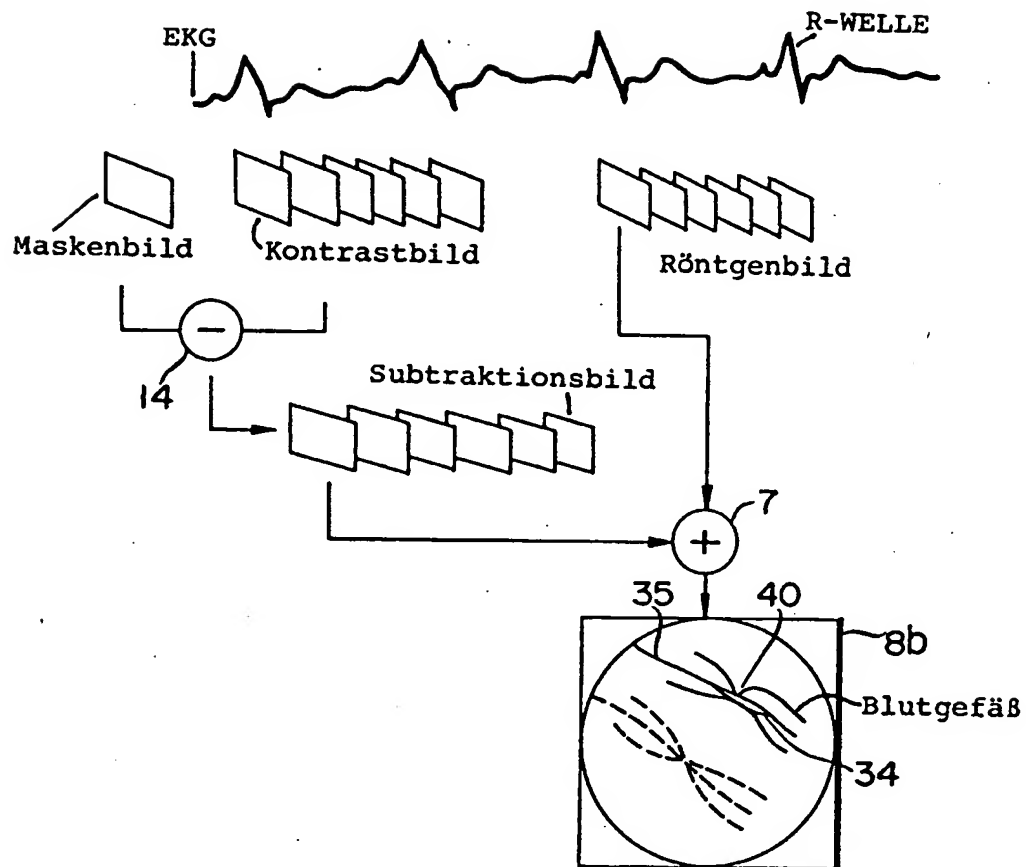 EKG
R-WELLE
Maskenbild
Kontrastbild
Röntgenbild
−
14
Subtraktionsbild
7
+
35
40
8b
Blutgefäß
34